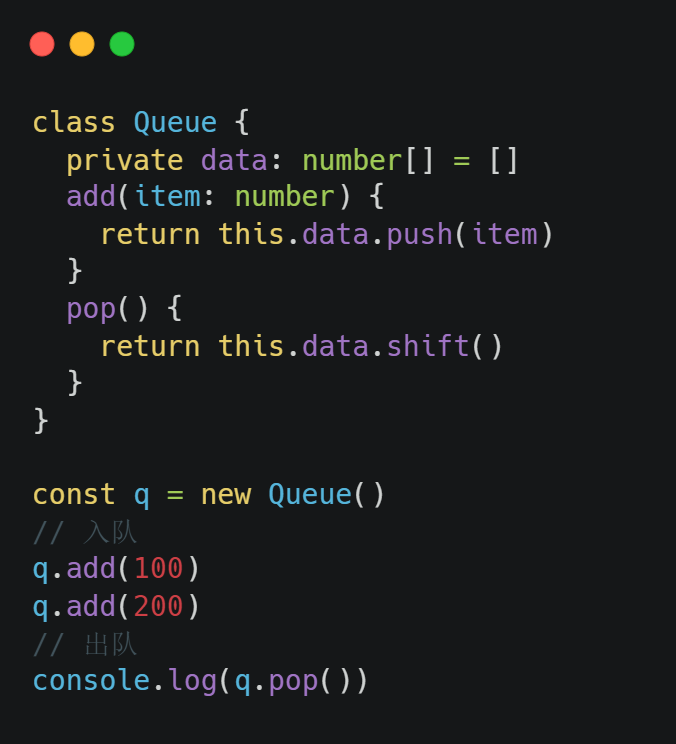 class Queue {
  private data: number[] = []
  add(item: number) {
    return this.data.push(item)
  }
  pop() {
    return this.data.shift()
  }
}

const q = new Queue()
// 入队
q.add(100)
q.add(200)
// 出队
console.log(q.pop())